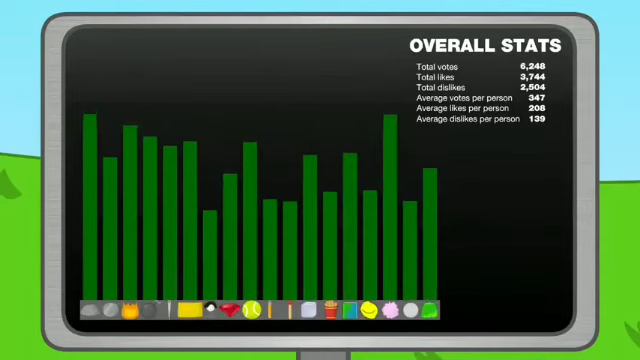 OVERALL STATS
Total votes 6,248
Total likes 3,744
Total dislikes 2,504
Average votes per person 347
Average likes per person 208
Average dislikes per person 139